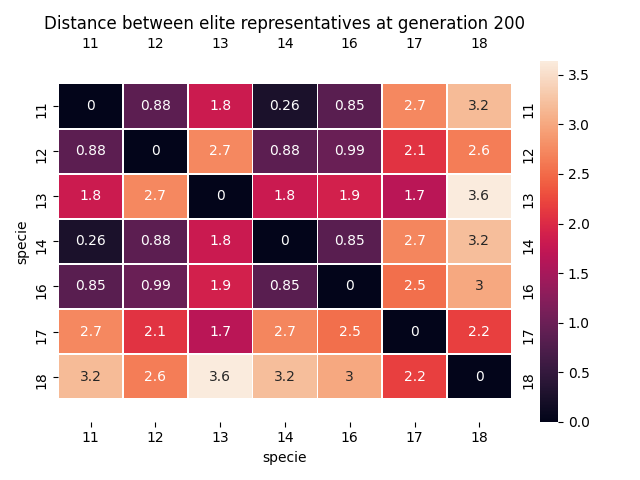 Distance between elite representatives at generation 200
11 12 13 14 16 17 18
11 0 0.88 1.8 0.26 0.85 2.7 3.2 11
12 0.88 0 2.7 0.88 0.99 2.1 2.6 12
13 1.8 2.7 0 1.8 1.9 1.7 3.6 13
14 0.26 0.88 1.8 0 0.85 2.7 3.2 14
16 0.85 0.99 1.9 0.85 0 2.5 3 16
17 2.7 2.1 1.7 2.7 2.5 0 2.2 17
18 3.2 2.6 3.6 3.2 3 2.2 0 18
11 12 13 14 16 17 18
specie
specie
3.5
3.0
2.5
2.0
1.5
1.0
0.5
0.0